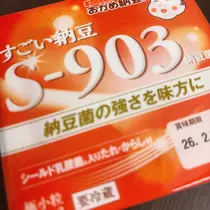 おかめ納豆
すごい納豆
S-903
納豆菌の強さを味方に
シールド乳酸菌 入りたれ・からし付
賞味期限
26.2
極小粒
要冷蔵